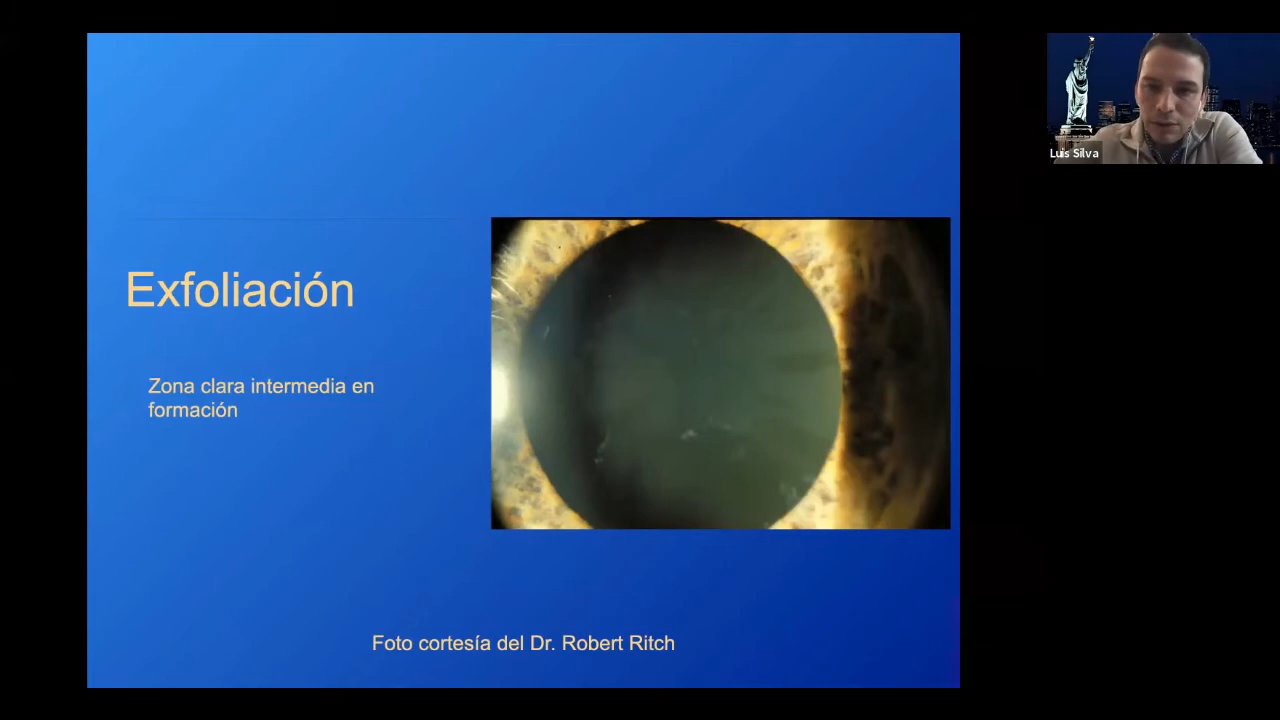 Luis Silva
Exfoliación
Zona clara intermedia en
formación
Foto cortesía del Dr. Robert Ritch